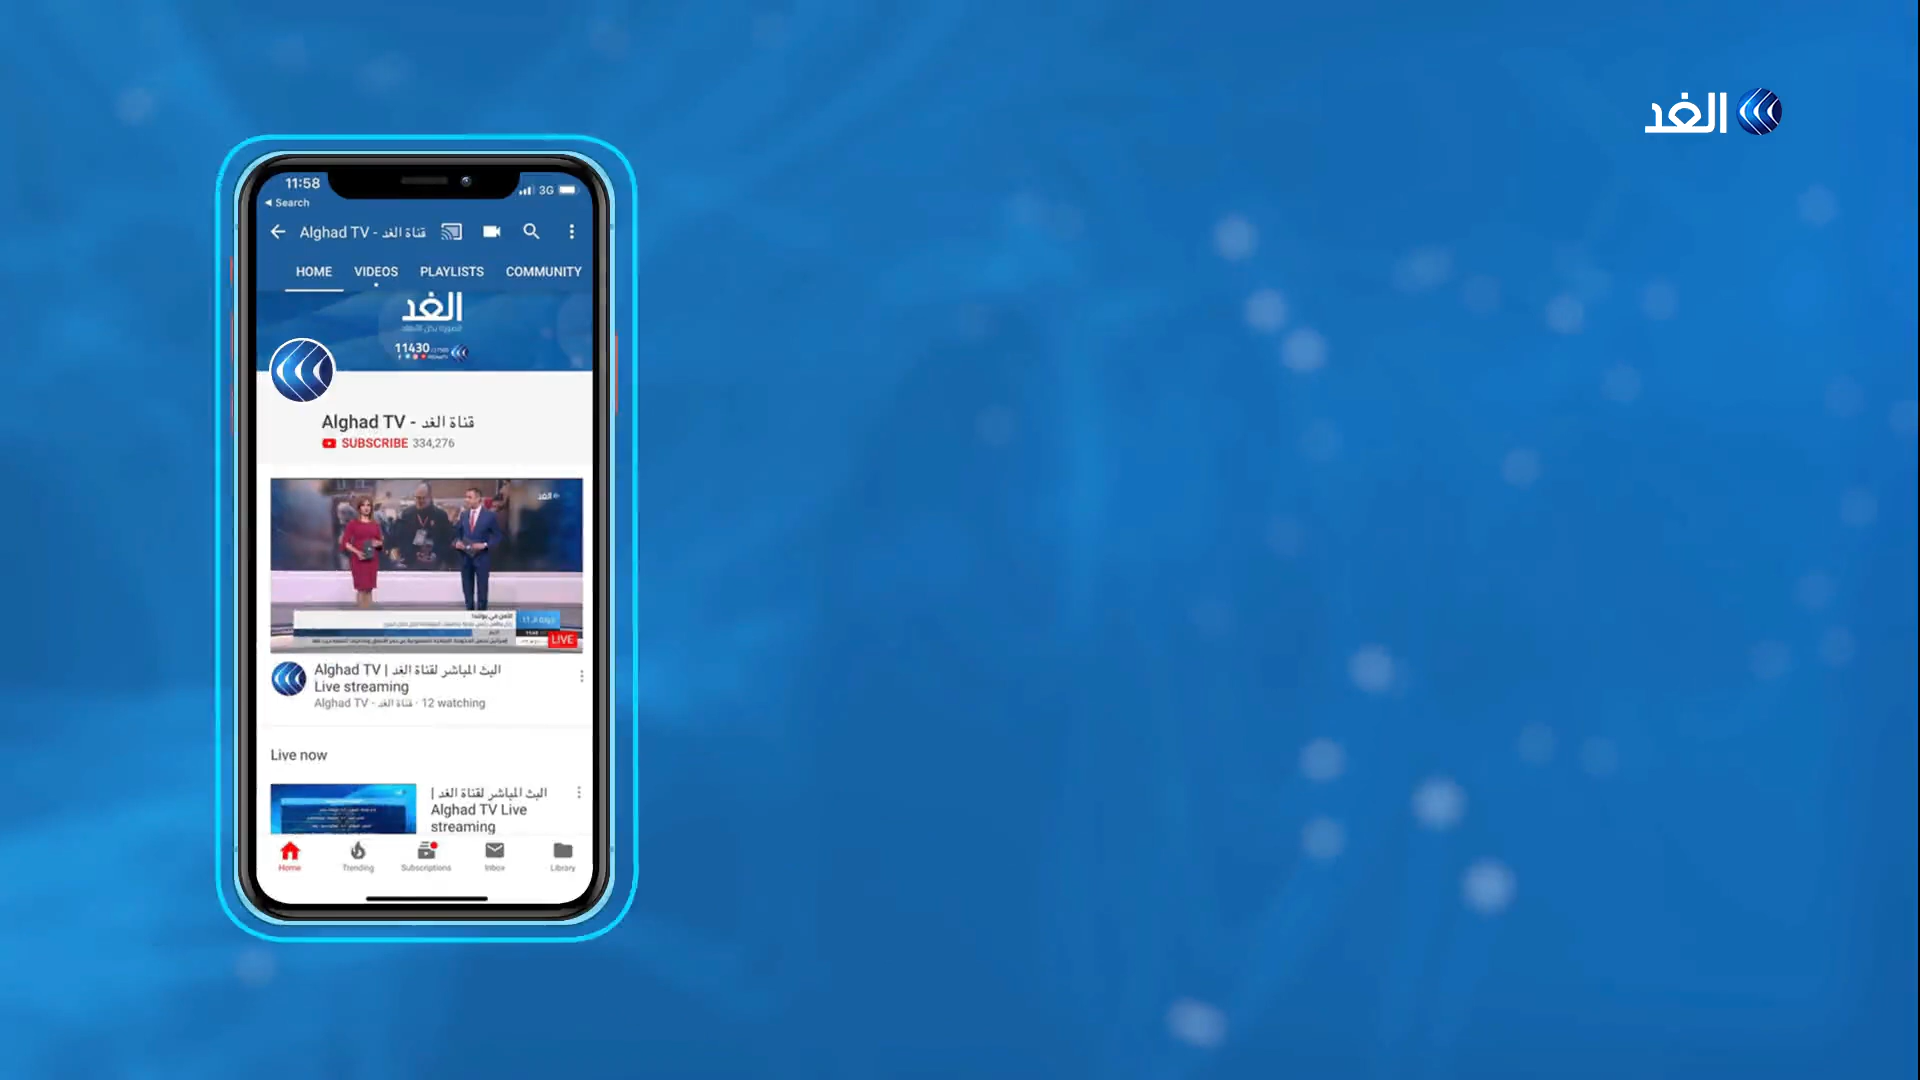 الغد
11:58
3G
Search
Alghad TV - قناة الغد
HOME VIDEOS PLAYLISTS COMMUNITY
الغد
11430
Alghad TV - قناة الغد
SUBSCRIBE 334,276
الغد
LIVE
Alghad TV | البث المباشر لقناة الغد
Live streaming
Alghad TV - قناة الغد · 12 watching
Live now
البث المباشر لقناة الغد |
Alghad TV Live
streaming
Home Trending Subscriptions Inbox Library